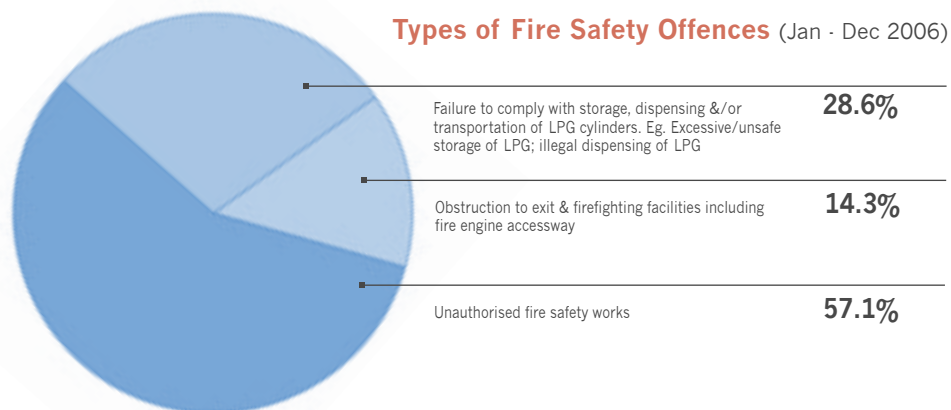 Types of Fire Safety Offences (Jan - Dec 2006)
Failure to comply with storage, dispensing &/or 28.6%
transportation of LPG cylinders. Eg. Excessive/unsafe
storage of LPG; illegal dispensing of LPG
Obstruction to exit & firefighting facilities including 14.3%
fire engine accessway
Unauthorised fire safety works 57.1%